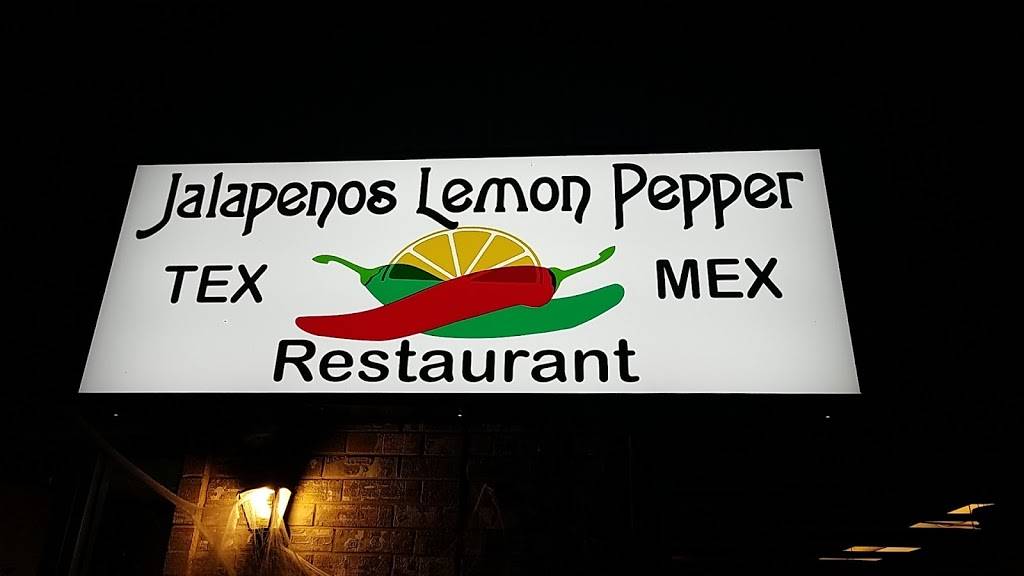 Jalapenos Lemon Pepper
TEX MEX
Restaurant